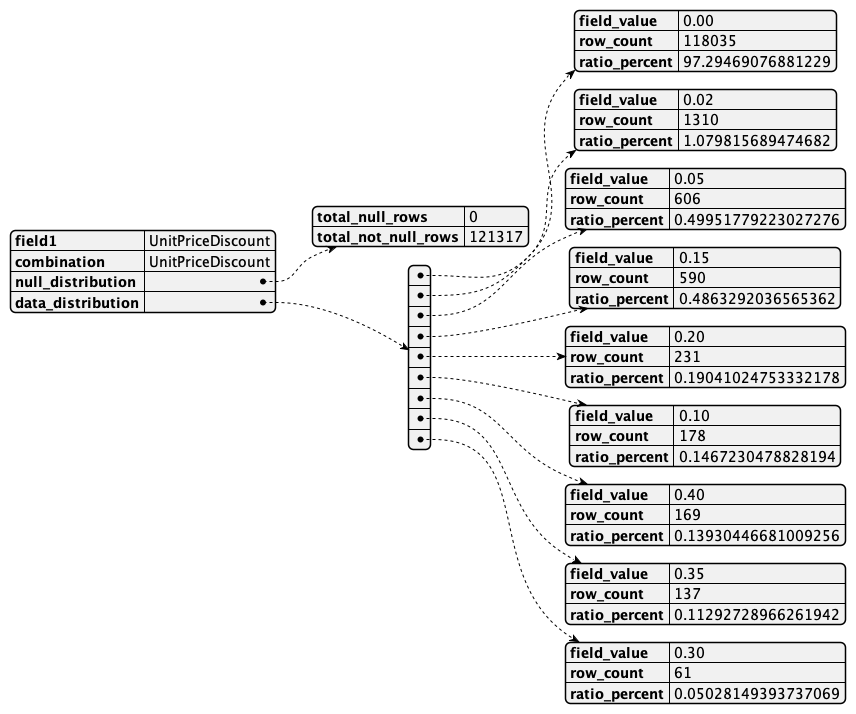 field1 UnitPriceDiscount
combination UnitPriceDiscount
null_distribution
data_distribution
total_null_rows 0
total_not_null_rows 121317
field_value 0.00
row_count 118035
ratio_percent 97.29469076881229
field_value 0.02
row_count 1310
ratio_percent 1.079815689474682
field_value 0.05
row_count 606
ratio_percent 0.49951779223027276
field_value 0.15
row_count 590
ratio_percent 0.4863292036565362
field_value 0.20
row_count 231
ratio_percent 0.19041024753332178
field_value 0.10
row_count 178
ratio_percent 0.1467230478828194
field_value 0.40
row_count 169
ratio_percent 0.13930446681009256
field_value 0.35
row_count 137
ratio_percent 0.11292728966261942
field_value 0.30
row_count 61
ratio_percent 0.05028149393737069